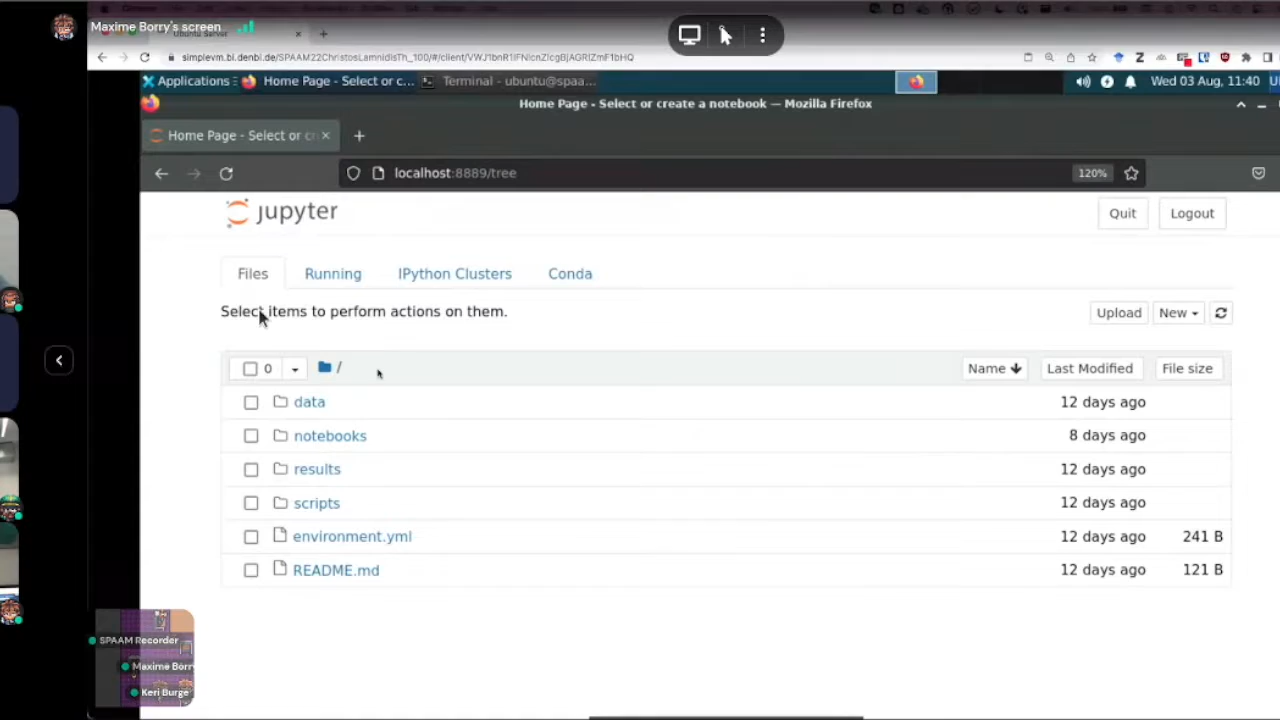 Maxime Borry's screen
simplevm.bi.denbi.de/SPAAM22ChristosLamnidisTh_100/#/client/VWJ1bnR1IFNlcnZlcgBjAGRlZmF1bHQ
Applications
Home Page - Select or c...
Terminal - ubuntu@spaa...
Wed 03 Aug, 11:40
Home Page - Select or create a notebook — Mozilla Firefox
Home Page - Select or cr
localhost:8889/tree
120%
jupyter
Quit
Logout
Files
Running
IPython Clusters
Conda
Select items to perform actions on them.
Upload
New
0
/
Name
Last Modified
File size
data
12 days ago
notebooks
8 days ago
results
12 days ago
scripts
12 days ago
environment.yml
12 days ago
241 B
README.md
12 days ago
121 B
SPAAM Recorder
Maxime Borry
Keri Burge